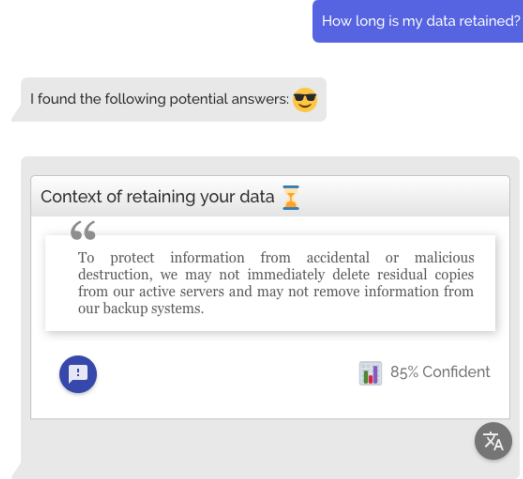 How long is my data retained?
I found the following potential answers: 😎
Context of retaining your data ⏳
“
To protect information from accidental or malicious
destruction, we may not immediately delete residual copies
from our active servers and may not remove information from
our backup systems.
85% Confident